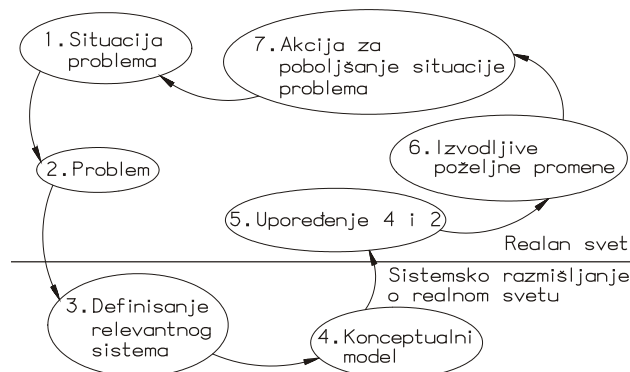 1. Situacija
problema
7. Akcija za
poboljšanje situacije
problema
2. Problem
6. Izvodljive
poželjne promene
5. Upoređenje 4 i 2
Realan svet
Sistemsko razmišljanje
o realnom svetu
3. Definisanje
relevantnog
sistema
4. Konceptualni
model